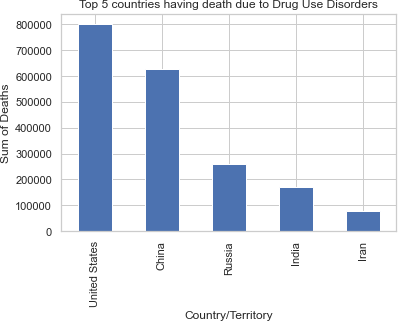 Top 5 countries having death due to Drug Use Disorders
800000
700000
600000
500000
400000
300000
200000
100000
0
Sum of Deaths
United States
China
Russia
India
Iran
Country/Territory